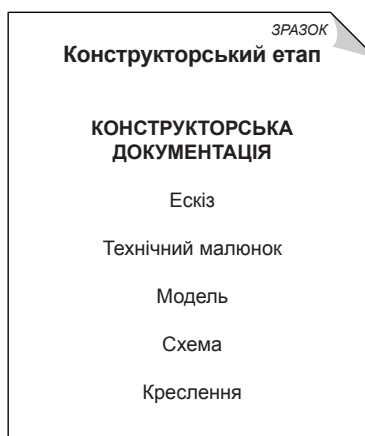 ЗРАЗОК
Конструкторський етап
КОНСТРУКТОРСЬКА
ДОКУМЕНТАЦІЯ
Ескіз
Технічний малюнок
Модель
Схема
Креслення